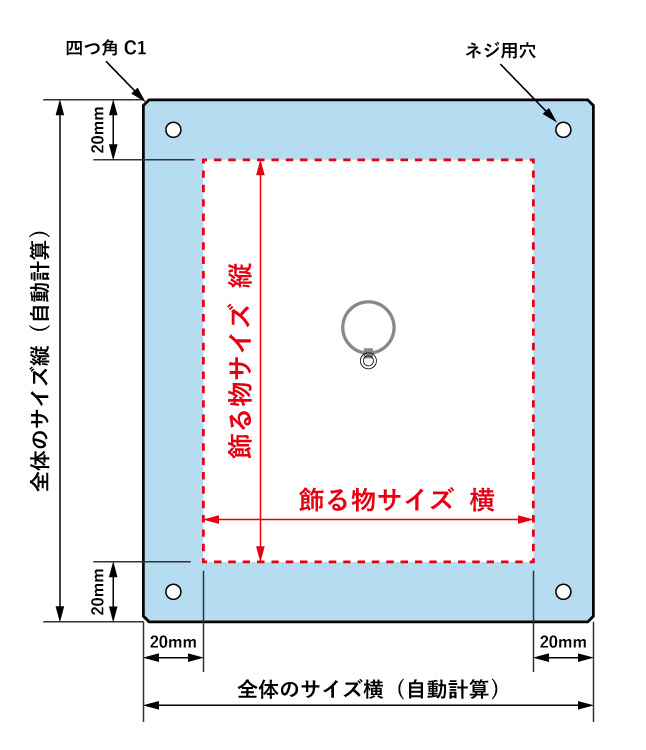 四つ角 C1
ネジ用穴
20mm
全体のサイズ縦（自動計算）
飾る物サイズ 縦
飾る物サイズ 横
20mm
20mm
20mm
全体のサイズ横（自動計算）